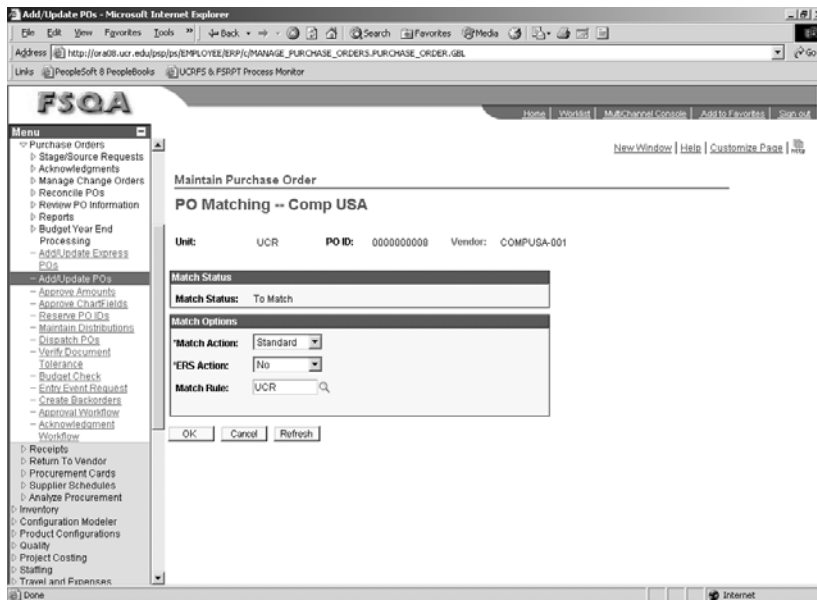 Add/Update POs - Microsoft Internet Explorer
File Edit View Favorites Tools » Back Search Favorites Media
Address http://ora08.ucr.edu/psp/ps/EMPLOYEE/ERP/c/MANAGE_PURCHASE_ORDERS.PURCHASE_ORDER.GBL Go
Links PeopleSoft 8 PeopleBooks UCRFS & FSRPT Process Monitor
FSQA
Home | Worklist | MultiChannel Console | Add to Favorites | Sign out
Menu
New Window | Help | Customize Page |
Purchase Orders
Stage/Source Requests
Acknowledgments
Manage Change Orders
Reconcile POs
Review PO Information
Reports
Budget Year End
Processing
– Add/Update Express
POs
– Add/Update POs
– Approve Amounts
– Approve ChartFields
– Reserve PO IDs
– Maintain Distributions
– Dispatch POs
– Verify Document
Tolerance
– Budget Check
– Entry Event Request
– Create Backorders
– Approval Workflow
– Acknowledgment
Workflow
Receipts
Return To Vendor
Procurement Cards
Supplier Schedules
Analyze Procurement
Inventory
Configuration Modeler
Product Configurations
Quality
Project Costing
Staffing
Travel and Expenses
Maintain Purchase Order
PO Matching -- Comp USA
Unit: UCR PO ID: 0000000008 Vendor: COMPUSA-001
Match Status
Match Status: To Match
Match Options
*Match Action: Standard
*ERS Action: No
Match Rule: UCR
OK Cancel Refresh
Done Internet